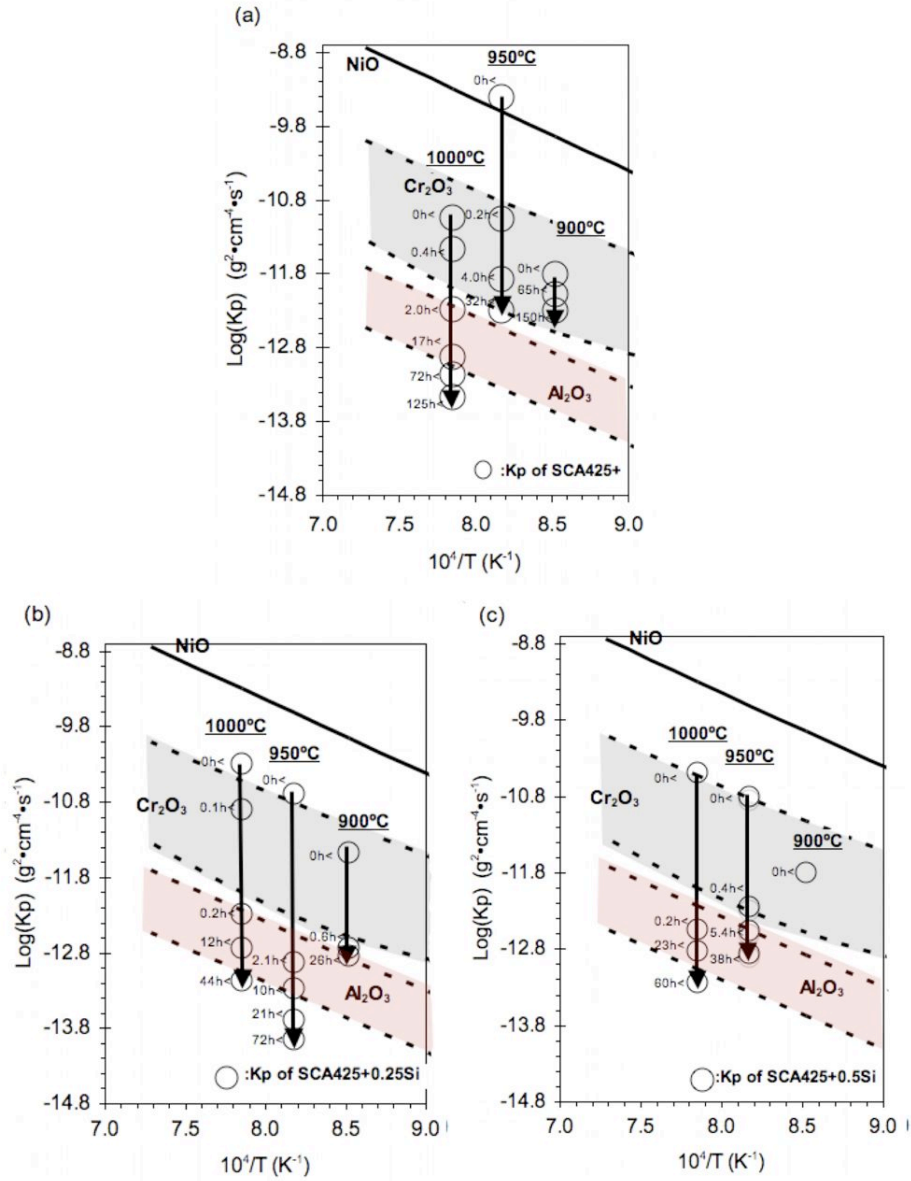 (a)
-8.8
-9.8
-10.8
-11.8
-12.8
-13.8
-14.8
Log(Kp) (g²•cm⁻⁴•s⁻¹)
NiO
950ºC
0h<
1000ºC
Cr₂O₃
0h<
0.2h<
900ºC
0.4h<
0h<
4.0h<
65h<
32h<
2.0h<
150h<
17h<
72h<
Al₂O₃
125h<
:Kp of SCA425+
7.0 7.5 8.0 8.5 9.0
10⁴/T (K⁻¹)
(b)
-8.8
-9.8
-10.8
-11.8
-12.8
-13.8
-14.8
Log(Kp) (g²•cm⁻⁴•s⁻¹)
NiO
1000ºC
950ºC
0h<
0h<
Cr₂O₃
0.1h<
900ºC
0h<
0.2h<
0.6h<
12h<
26h<
2.1h<
44h<
10h<
Al₂O₃
21h<
72h<
:Kp of SCA425+0.25Si
7.0 7.5 8.0 8.5 9.0
10⁴/T (K⁻¹)
(c)
-8.8
-9.8
-10.8
-11.8
-12.8
-13.8
-14.8
Log(Kp) (g²•cm⁻⁴•s⁻¹)
NiO
1000ºC
950ºC
0h<
0h<
Cr₂O₃
900ºC
0h<
0.4h<
0.2h<
5.4h<
23h<
38h<
60h<
Al₂O₃
:Kp of SCA425+0.5Si
7.0 7.5 8.0 8.5 9.0
10⁴/T (K⁻¹)